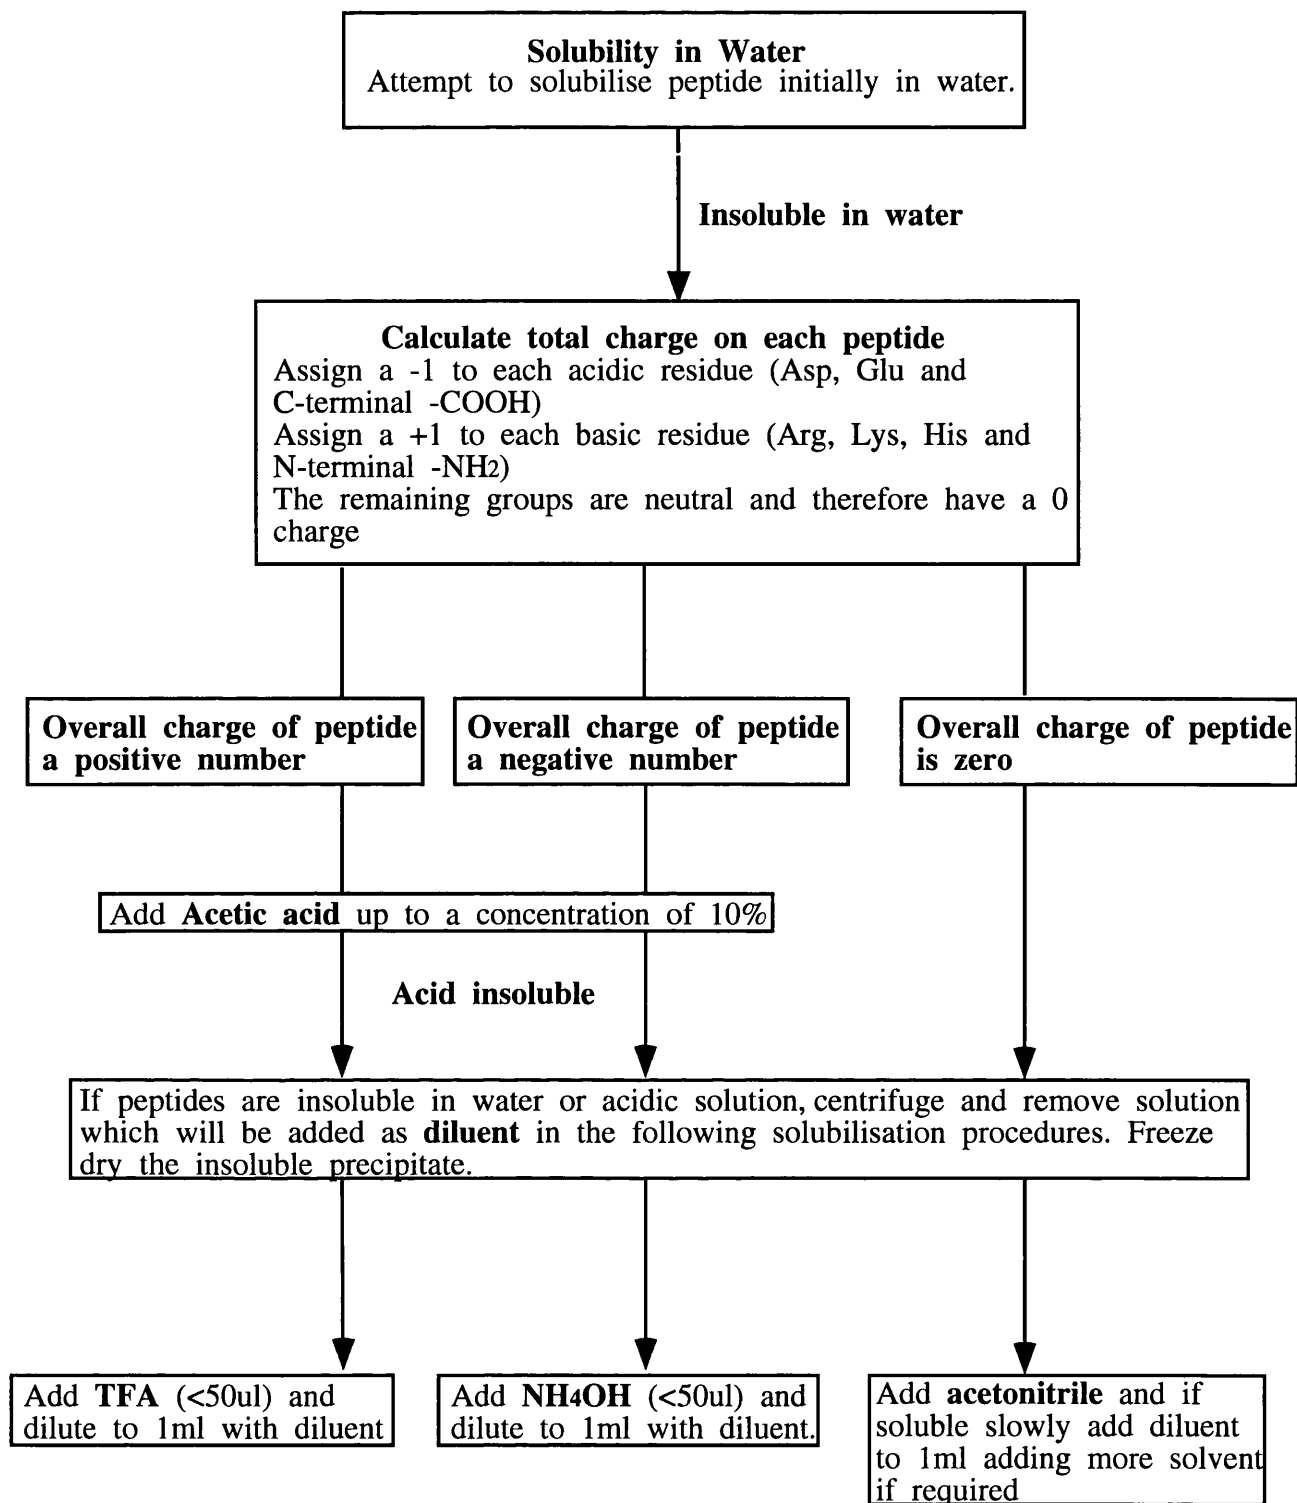 Solubility in Water
Attempt to solubilise peptide initially in water.
Insoluble in water
Calculate total charge on each peptide
Assign a -1 to each acidic residue (Asp, Glu and
C-terminal -COOH)
Assign a +1 to each basic residue (Arg, Lys, His and
N-terminal -NH2)
The remaining groups are neutral and therefore have a 0
charge
Overall charge of peptide
a positive number
Overall charge of peptide
a negative number
Overall charge of peptide
is zero
Add Acetic acid up to a concentration of 10%
Acid insoluble
If peptides are insoluble in water or acidic solution, centrifuge and remove solution
which will be added as diluent in the following solubilisation procedures. Freeze
dry the insoluble precipitate.
Add TFA (<50ul) and
dilute to 1ml with diluent
Add NH4OH (<50ul) and
dilute to 1ml with diluent.
Add acetonitrile and if
soluble slowly add diluent
to 1ml adding more solvent
if required